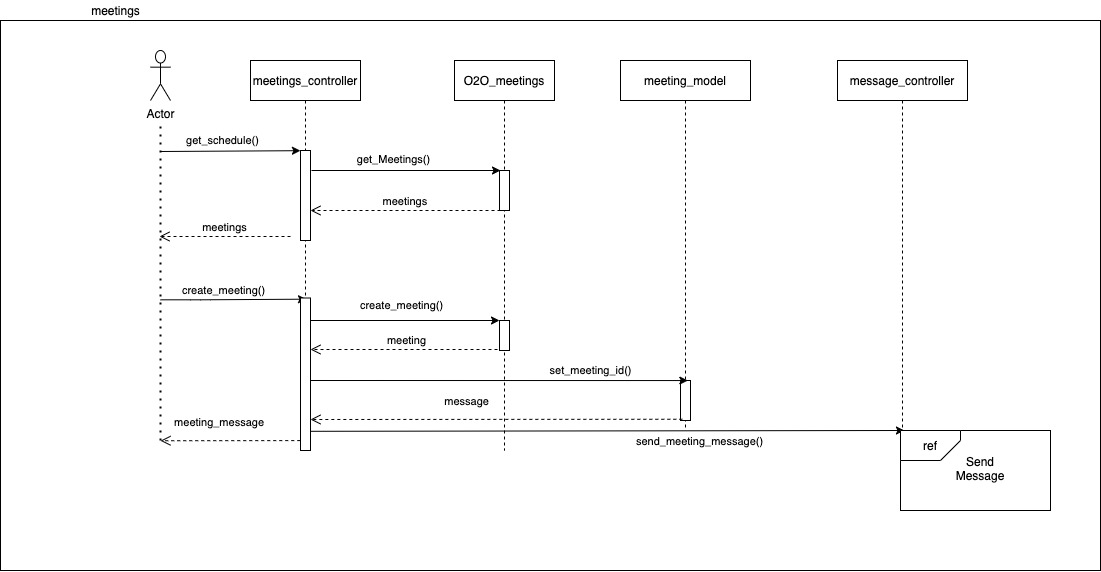 meetings
meetings_controller
O2O_meetings
meeting_model
message_controller
Actor
get_schedule()
get_Meetings()
meetings
meetings
create_meeting()
create_meeting()
meeting
set_meeting_id()
message
meeting_message
send_meeting_message()
ref
Send
Message